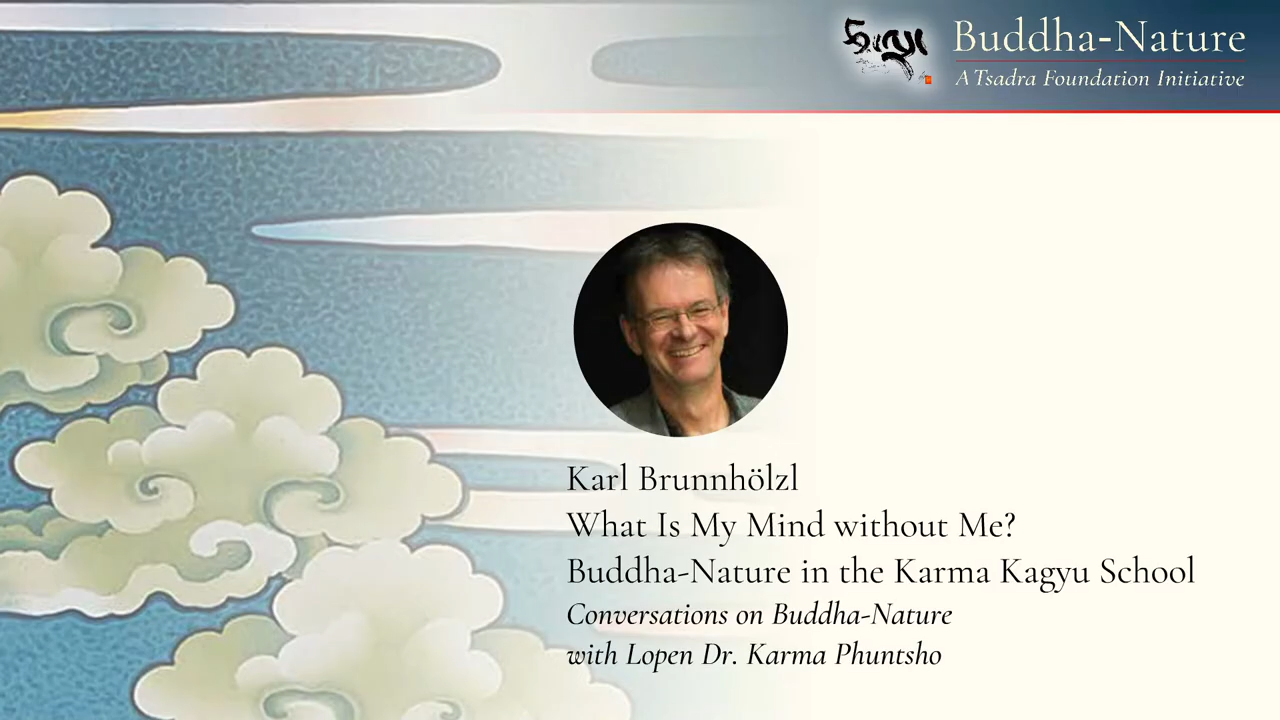 Buddha-Nature
A Tsadra Foundation Initiative
Karl Brunnhölzl
What Is My Mind without Me?
Buddha-Nature in the Karma Kagyu School
Conversations on Buddha-Nature
with Lopen Dr. Karma Phuntsho